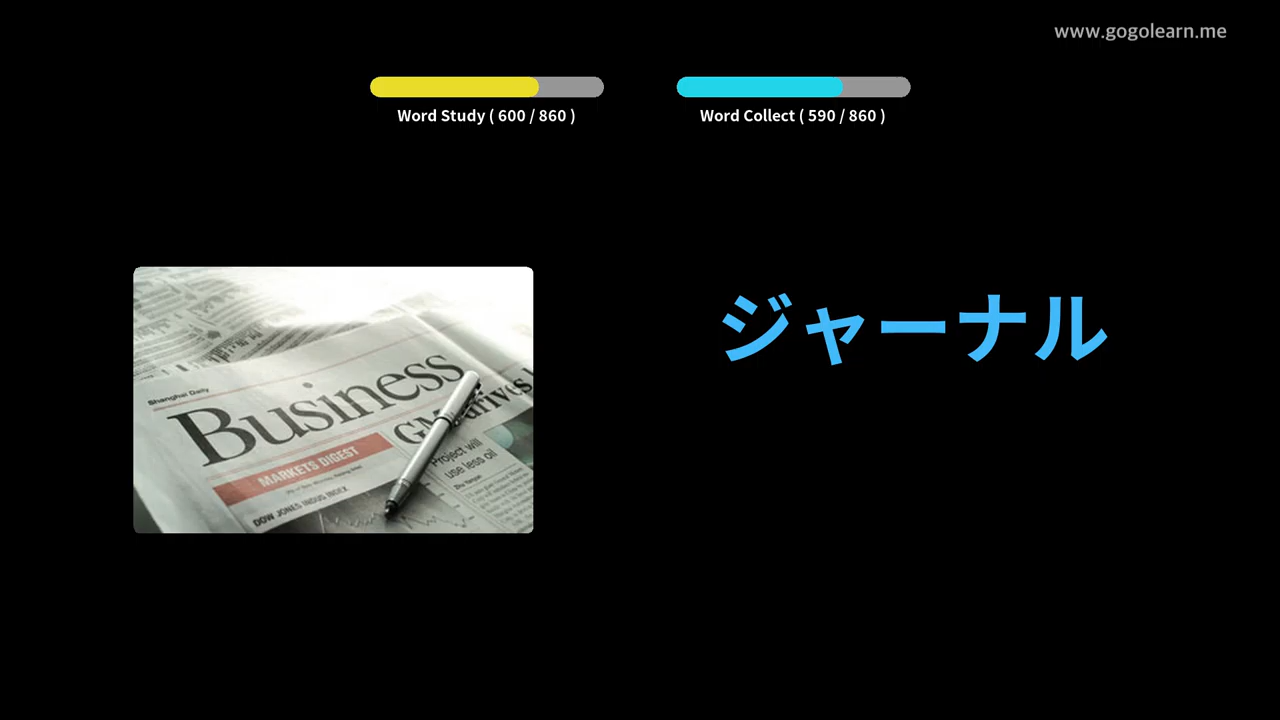 www.gogolearn.me
Word Study ( 600 / 860 )
Word Collect ( 590 / 860 )
ジャーナル
Shanghai Daily
Business
MARKETS DIGEST
DOW JONES INDUS INDEX
Project will
use less oil